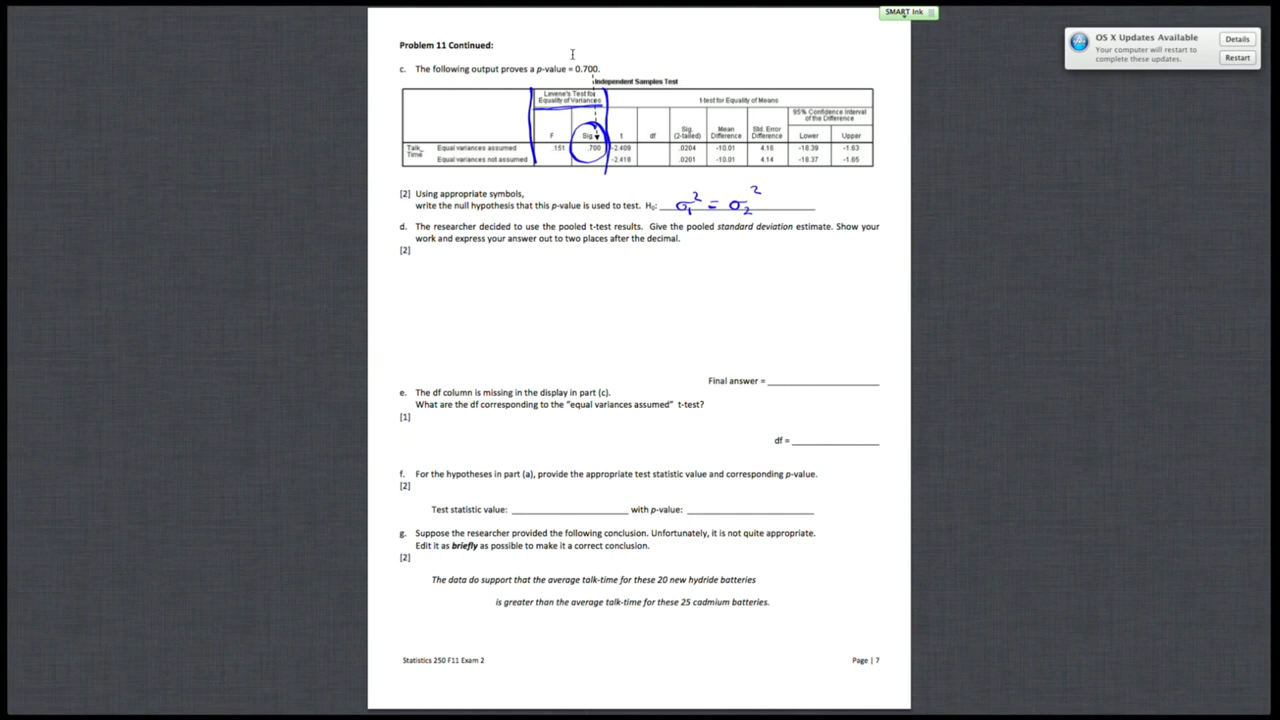 SMART Ink
OS X Updates Available
Your computer will restart to
complete these updates.
Details
Restart
Problem 11 Continued:
c. The following output proves a p-value = 0.700.
Independent Samples Test
Levene's Test for
Equality of Variances
t-test for Equality of Means
95% Confidence Interval
of the Difference
F Sig. t df Sig. (2-tailed) Mean Difference Std. Error Difference Lower Upper
Talk_ Time Equal variances assumed .151 .700 -2.409 .0204 -10.01 4.16 -18.39 -1.63
Equal variances not assumed -2.418 .0201 -10.01 4.14 -18.37 -1.65
[2] Using appropriate symbols,
write the null hypothesis that this p-value is used to test. H₀: σ₁² = σ₂²
d. The researcher decided to use the pooled t-test results. Give the pooled standard deviation estimate. Show your
work and express your answer out to two places after the decimal.
[2]
Final answer = ____________
e. The df column is missing in the display in part (c).
What are the df corresponding to the "equal variances assumed" t-test?
[1]
df = ____________
f. For the hypotheses in part (a), provide the appropriate test statistic value and corresponding p-value.
[2]
Test statistic value: ____________ with p-value: ____________
g. Suppose the researcher provided the following conclusion. Unfortunately, it is not quite appropriate.
Edit it as briefly as possible to make it a correct conclusion.
[2]
The data do support that the average talk-time for these 20 new hydride batteries
is greater than the average talk-time for these 25 cadmium batteries.
Statistics 250 F11 Exam 2
Page | 7